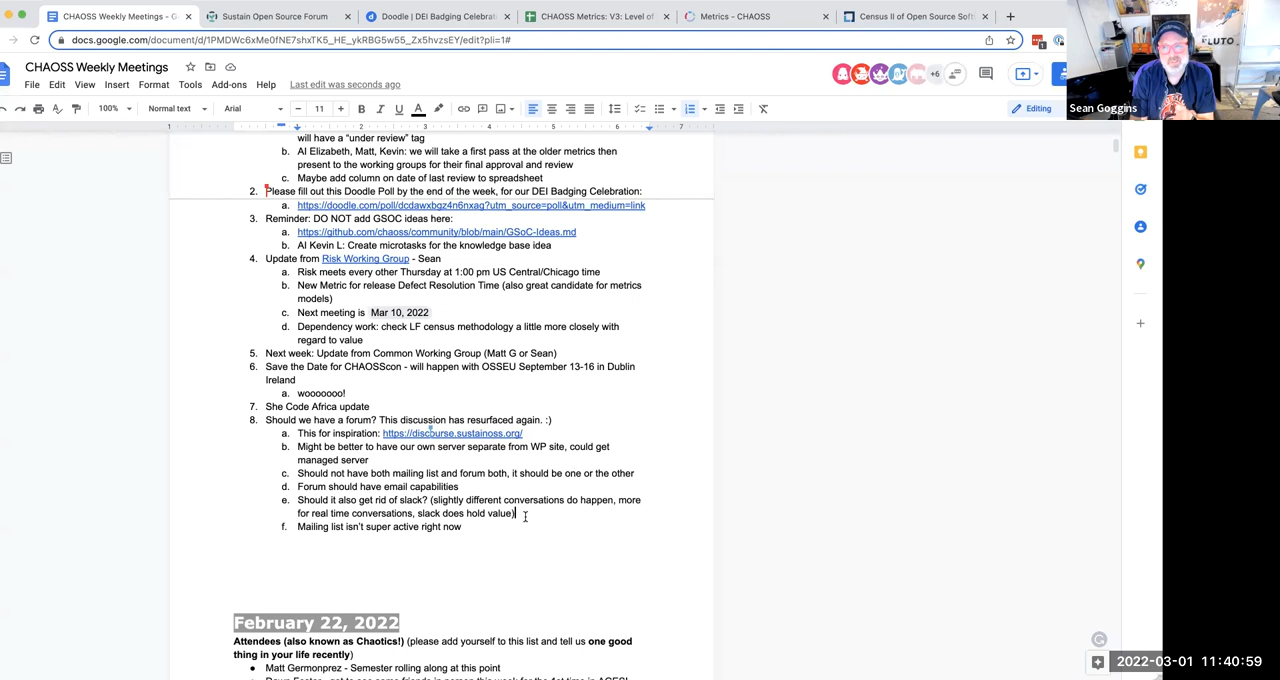 CHAOSS Weekly Meetings - G
Sustain Open Source Forum
Doodle | DEI Badging Celebrat
CHAOSS Metrics: V3: Level of
Metrics - CHAOSS
Census II of Open Source Soft
docs.google.com/document/d/1PMDWc6xMe0fNE7shxTK5_HE_ykRBG5w55_Zx5hvzsEY/edit?pli=1#
CHAOSS Weekly Meetings
File Edit View Insert Format Tools Add-ons Help Last edit was seconds ago
+6
100% Normal text Arial 11 Editing
Sean Goggins
will have a "under review" tag
b. AI Elizabeth, Matt, Kevin: we will take a first pass at the older metrics then
present to the working groups for their final approval and review
c. Maybe add column on date of last review to spreadsheet
2. Please fill out this Doodle Poll by the end of the week, for our DEI Badging Celebration:
a. https://doodle.com/poll/dcdawxbgz4n6nxag?utm_source=poll&utm_medium=link
3. Reminder: DO NOT add GSOC ideas here:
a. https://github.com/chaoss/community/blob/main/GSoC-Ideas.md
b. AI Kevin L: Create microtasks for the knowledge base idea
4. Update from Risk Working Group - Sean
a. Risk meets every other Thursday at 1:00 pm US Central/Chicago time
b. New Metric for release Defect Resolution Time (also great candidate for metrics
models)
c. Next meeting is Mar 10, 2022
d. Dependency work: check LF census methodology a little more closely with
regard to value
5. Next week: Update from Common Working Group (Matt G or Sean)
6. Save the Date for CHAOSScon - will happen with OSSEU September 13-16 in Dublin
Ireland
a. wooooooo!
7. She Code Africa update
8. Should we have a forum? This discussion has resurfaced again. :)
a. This for inspiration: https://discourse.sustainoss.org/
b. Might be better to have our own server separate from WP site, could get
managed server
c. Should not have both mailing list and forum both, it should be one or the other
d. Forum should have email capabilities
e. Should it also get rid of slack? (slightly different conversations do happen, more
for real time conversations, slack does hold value)
f. Mailing list isn't super active right now
February 22, 2022
Attendees (also known as Chaotics!) (please add yourself to this list and tell us one good
thing in your life recently)
● Matt Germonprez - Semester rolling along at this point
2022-03-01 11:40:59